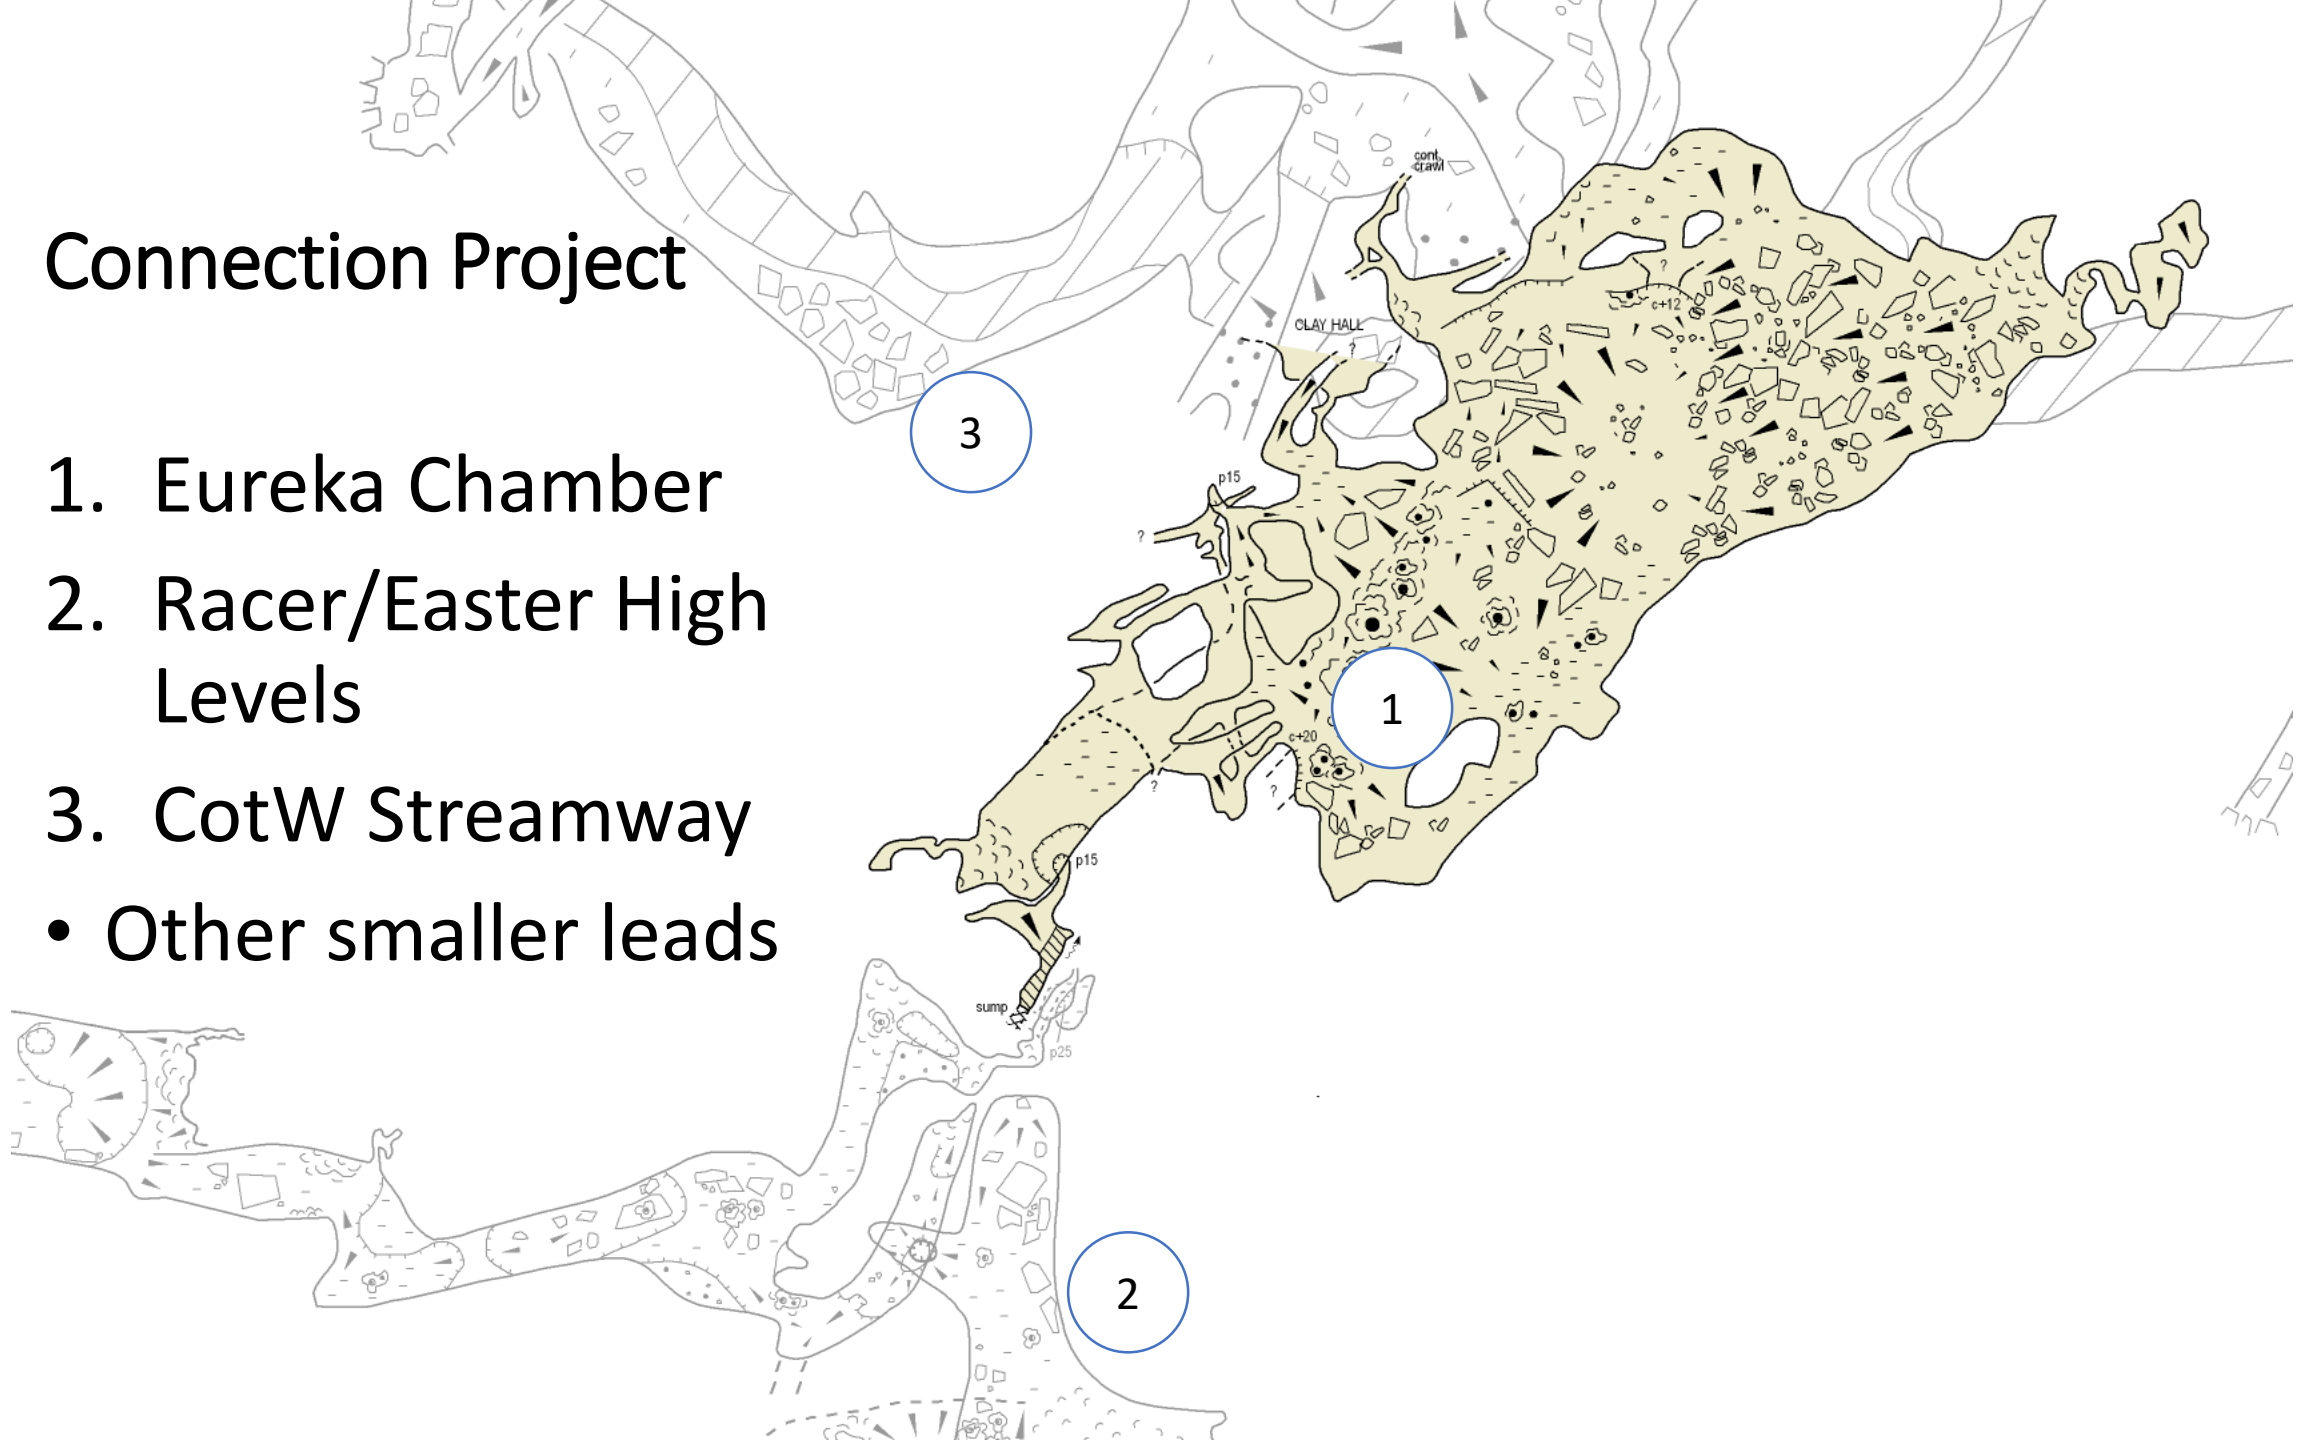 Connection Project
1. Eureka Chamber
2. Racer/Easter High
Levels
3. CotW Streamway
• Other smaller leads
cont.
crawl
?
c+12
CLAY HALL
?
3
p15
?
1
c+20
?
?
p15
sump
p25
2